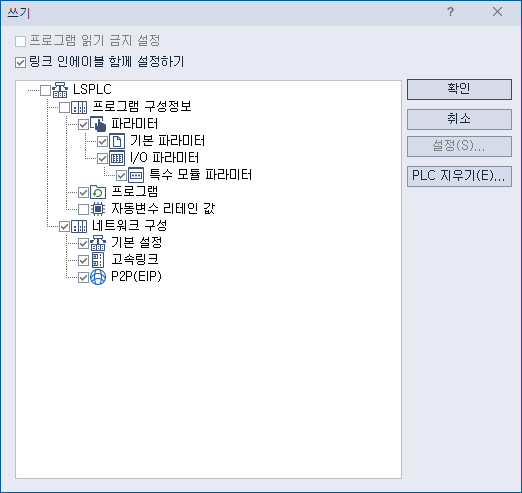 쓰기
프로그램 읽기 금지 설정
링크 인에이블 함께 설정하기
LSPLC
프로그램 구성정보
파라미터
기본 파라미터
I/O 파라미터
특수 모듈 파라미터
프로그램
자동변수 리테인 값
네트워크 구성
기본 설정
고속링크
P2P(EIP)
확인
취소
설정(S)...
PLC 지우기(E)...